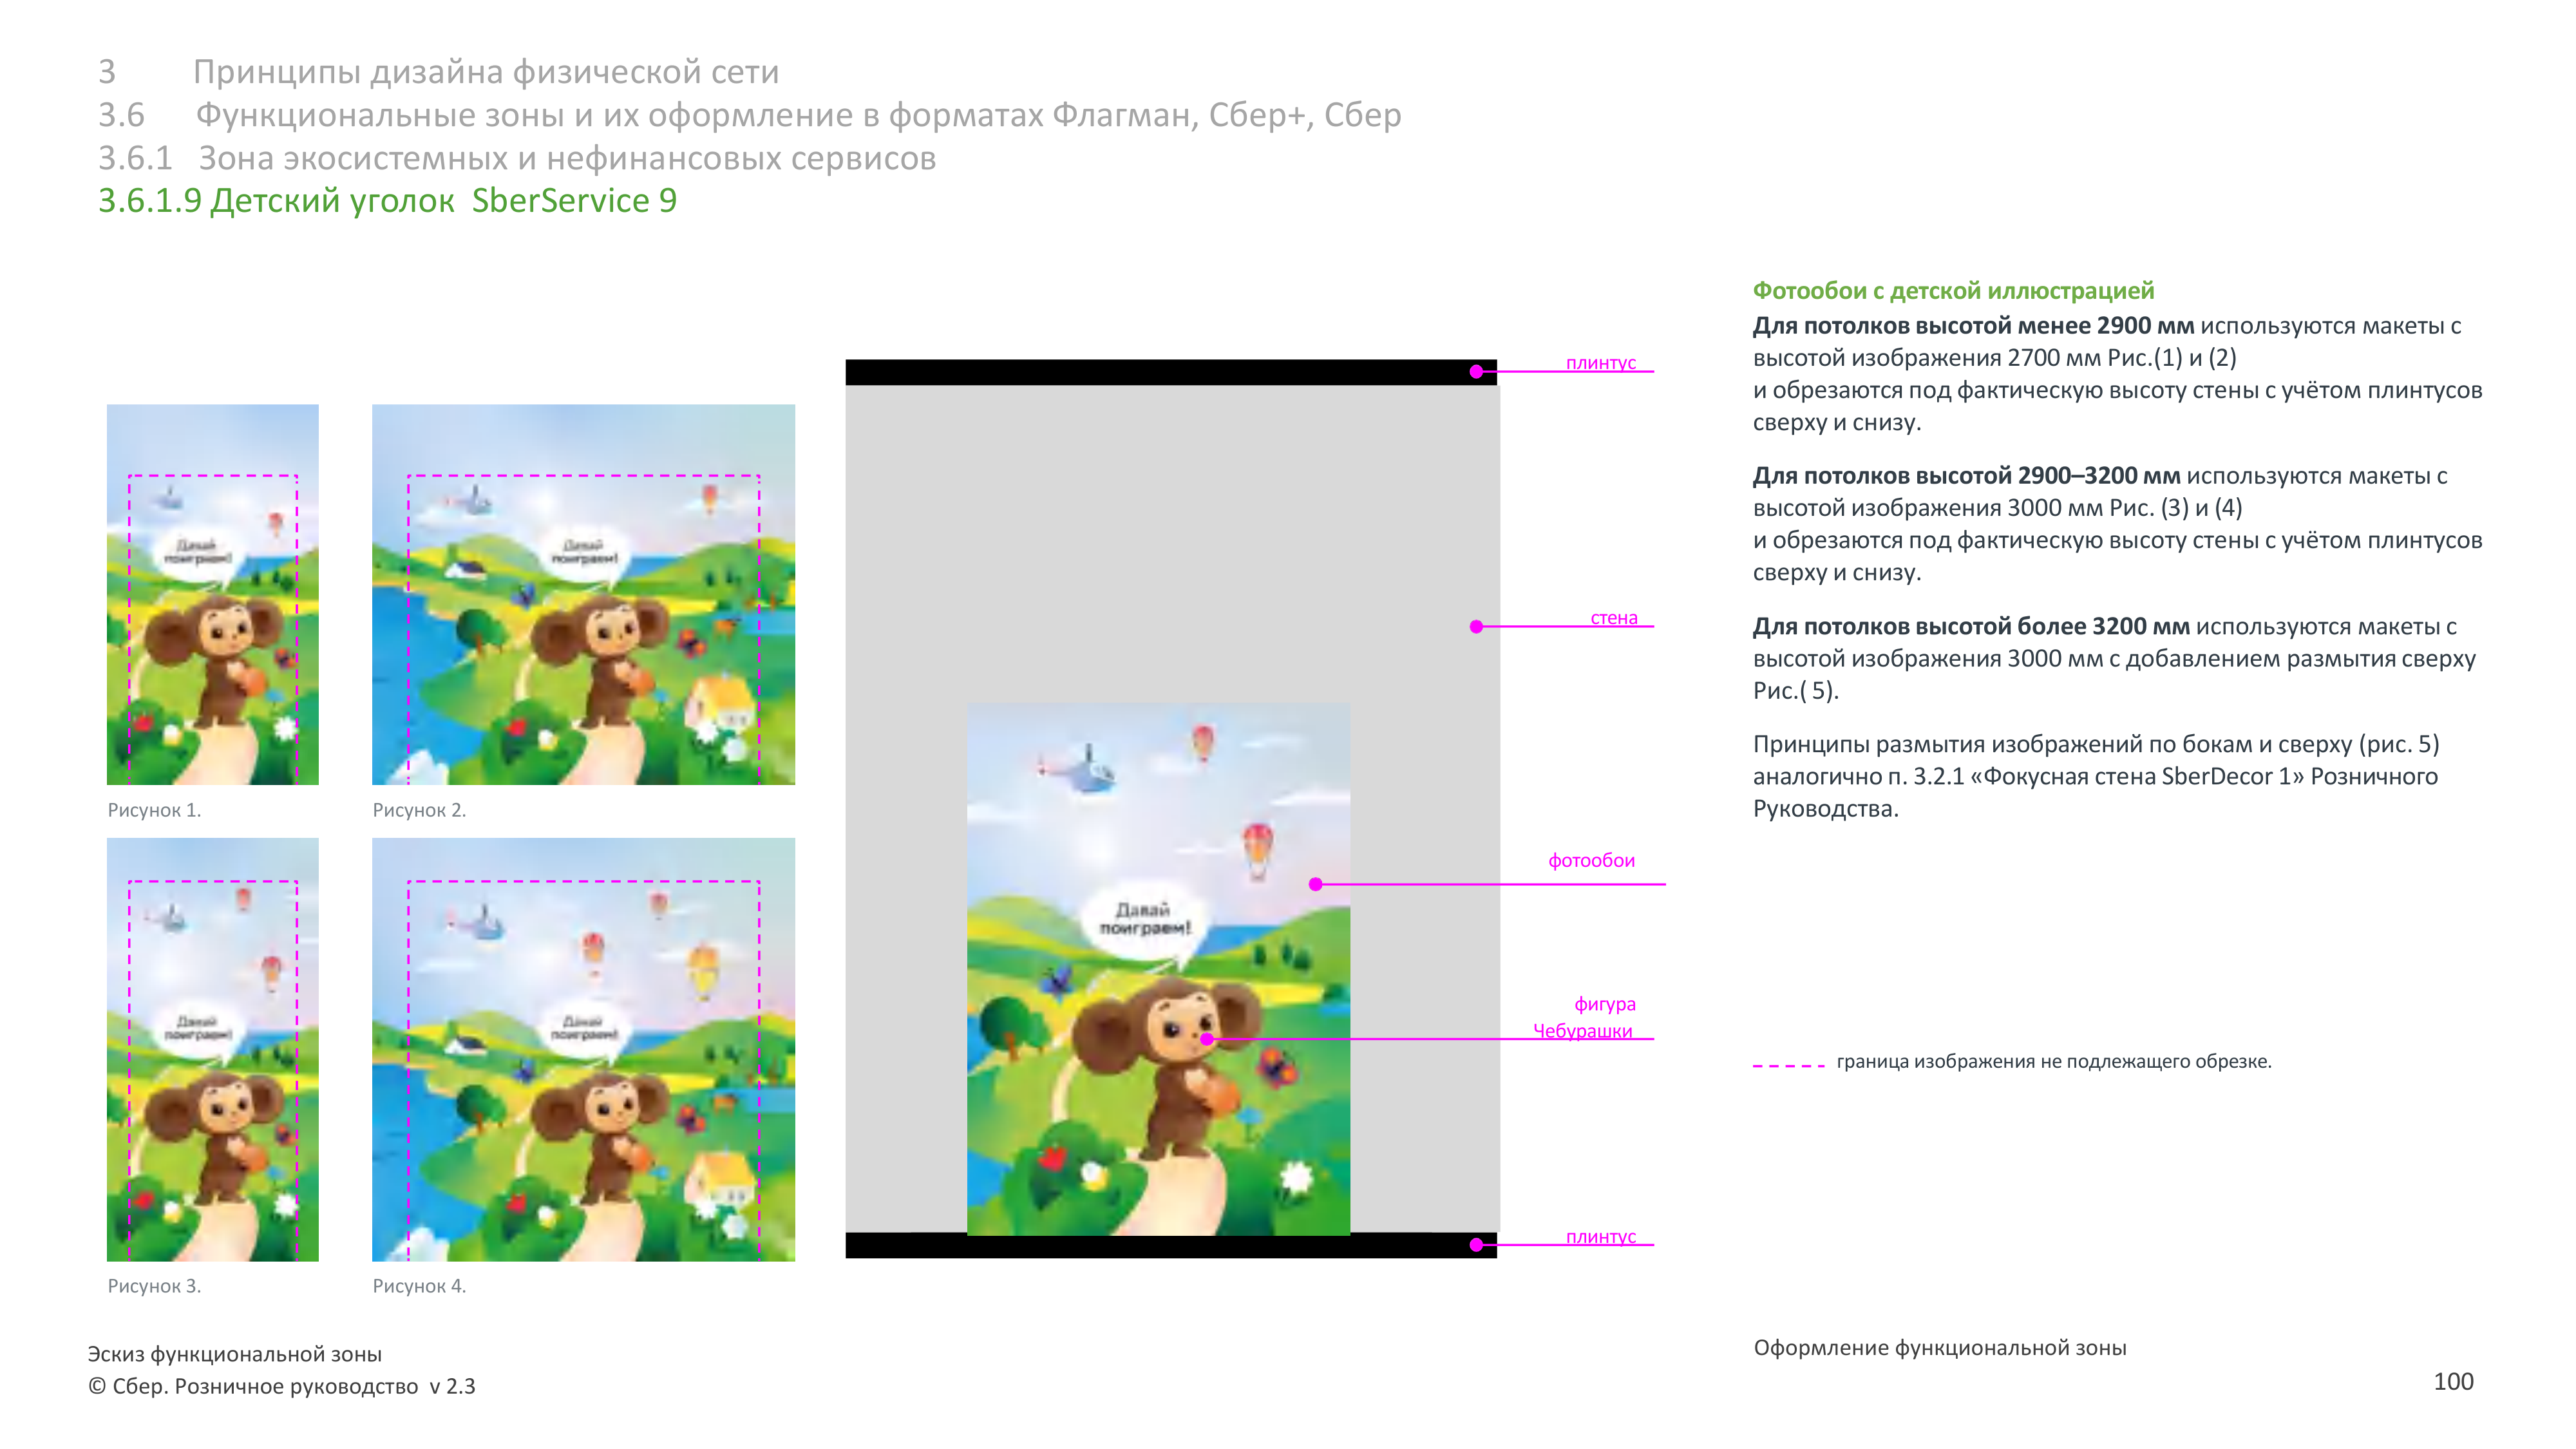 3 Принципы дизайна физической сети
3.6 Функциональные зоны и их оформление в форматах Флагман, Сбер+, Сбер
3.6.1 Зона экосистемных и нефинансовых сервисов
3.6.1.9 Детский уголок SberService 9
Давай
поиграем!
Рисунок 1.
Давай
поиграем!
Рисунок 2.
Давай
поиграем!
Рисунок 3.
Давай
поиграем!
Рисунок 4.
плинтус
стена
фотообои
Давай
поиграем!
фигура
Чебурашки
плинтус
Фотообои с детской иллюстрацией
Для потолков высотой менее 2900 мм используются макеты с
высотой изображения 2700 мм Рис.(1) и (2)
и обрезаются под фактическую высоту стены с учётом плинтусов
сверху и снизу.
Для потолков высотой 2900–3200 мм используются макеты с
высотой изображения 3000 мм Рис. (3) и (4)
и обрезаются под фактическую высоту стены с учётом плинтусов
сверху и снизу.
Для потолков высотой более 3200 мм используются макеты с
высотой изображения 3000 мм с добавлением размытия сверху
Рис.( 5).
Принципы размытия изображений по бокам и сверху (рис. 5)
аналогично п. 3.2.1 «Фокусная стена SberDecor 1» Розничного
Руководства.
граница изображения не подлежащего обрезке.
Эскиз функциональной зоны
© Сбер. Розничное руководство v 2.3
Оформление функциональной зоны
100